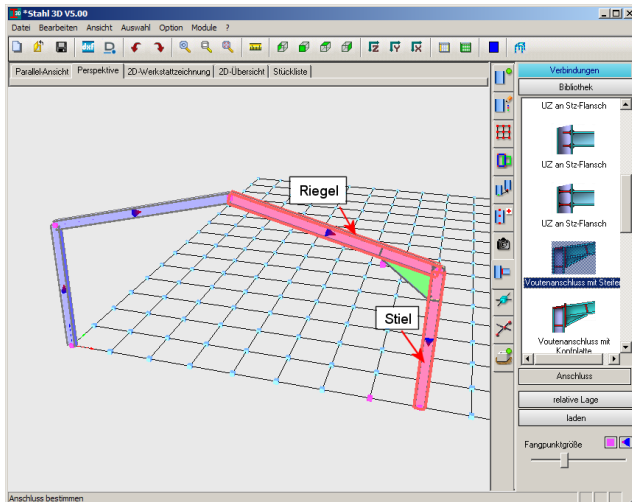 *Stahl 3D V5.00
Datei Bearbeiten Ansicht Auswahl Option Module ?
dxf
Z Y X
Parallel-Ansicht Perspektive 2D-Werkstattzeichnung 2D-Übersicht Stückliste
Verbindungen
Bibliothek
UZ an Stz-Flansch
UZ an Stz-Flansch
UZ an Stz-Flansch
Voutenanschluss mit Steifen
Voutenanschluss mit
Kopfplatte
Riegel
Stiel
Anschluss
relative Lage
laden
Fangpunktgröße
Anschluss bestimmen